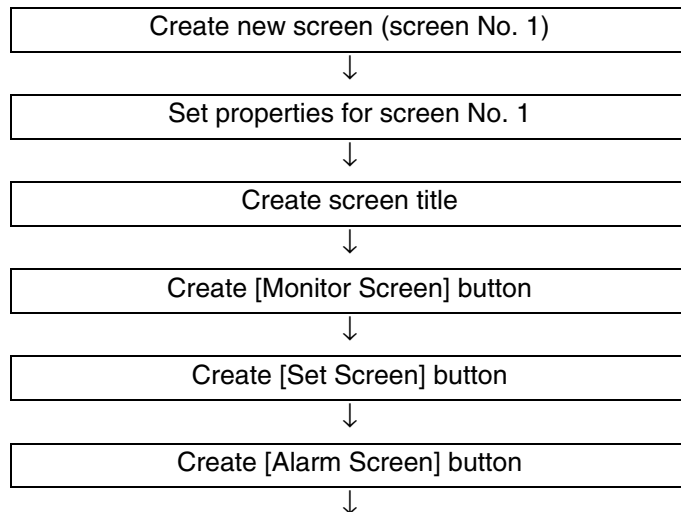 Create new screen (screen No. 1)
↓
Set properties for screen No. 1
↓
Create screen title
↓
Create [Monitor Screen] button
↓
Create [Set Screen] button
↓
Create [Alarm Screen] button
↓